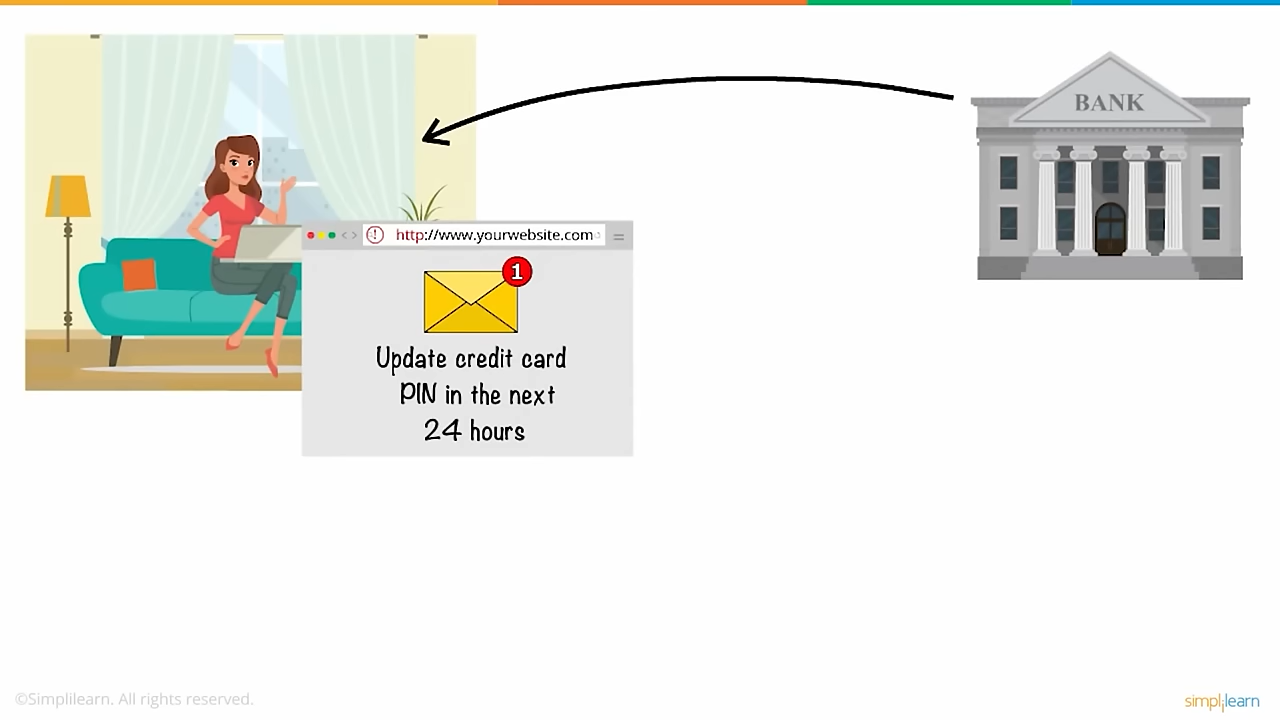 BANK
http://www.yourwebsite.com
1
Update credit card
PIN in the next
24 hours
©Simplilearn. All rights reserved.
simplilearn